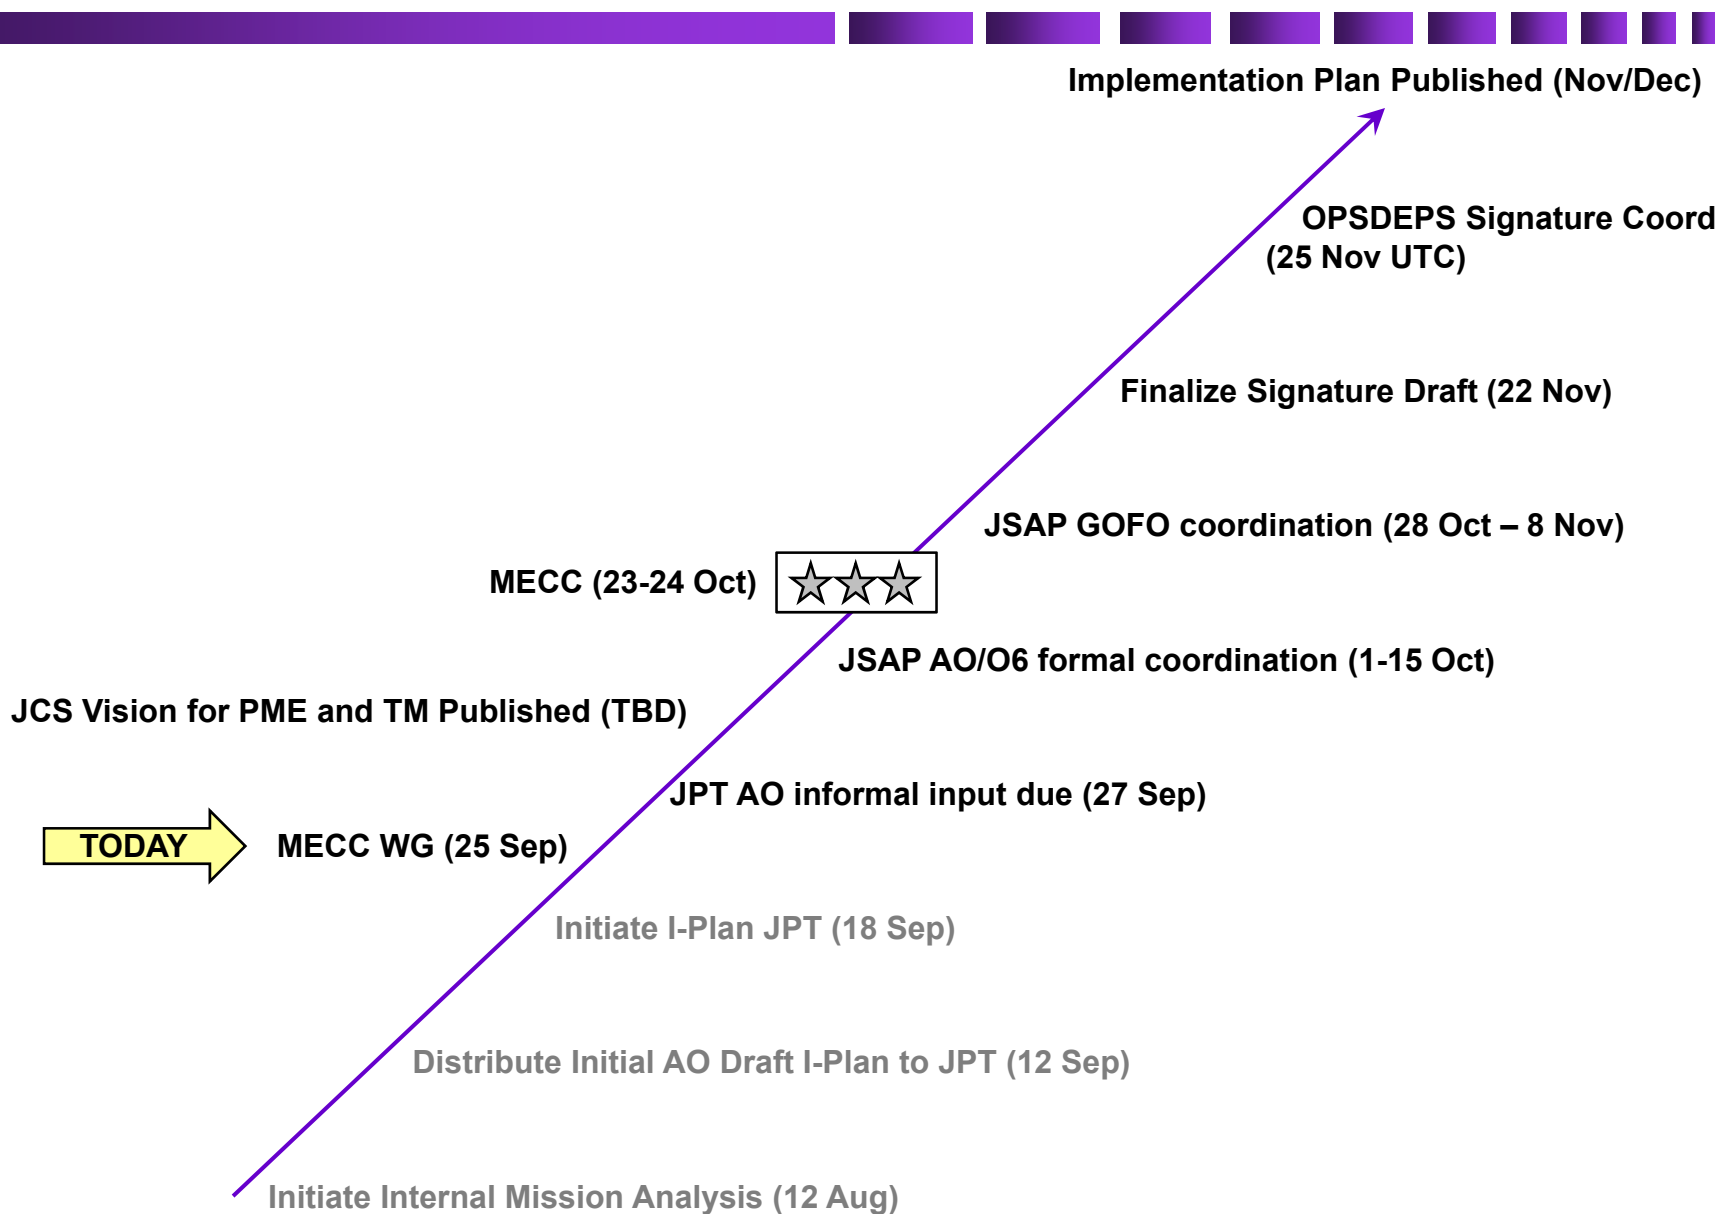 Implementation Plan Published (Nov/Dec)
OPSDEPS Signature Coord
(25 Nov UTC)
Finalize Signature Draft (22 Nov)
JSAP GOFO coordination (28 Oct – 8 Nov)
MECC (23-24 Oct)
JSAP AO/O6 formal coordination (1-15 Oct)
JCS Vision for PME and TM Published (TBD)
JPT AO informal input due (27 Sep)
TODAY
MECC WG (25 Sep)
Initiate I-Plan JPT (18 Sep)
Distribute Initial AO Draft I-Plan to JPT (12 Sep)
Initiate Internal Mission Analysis (12 Aug)